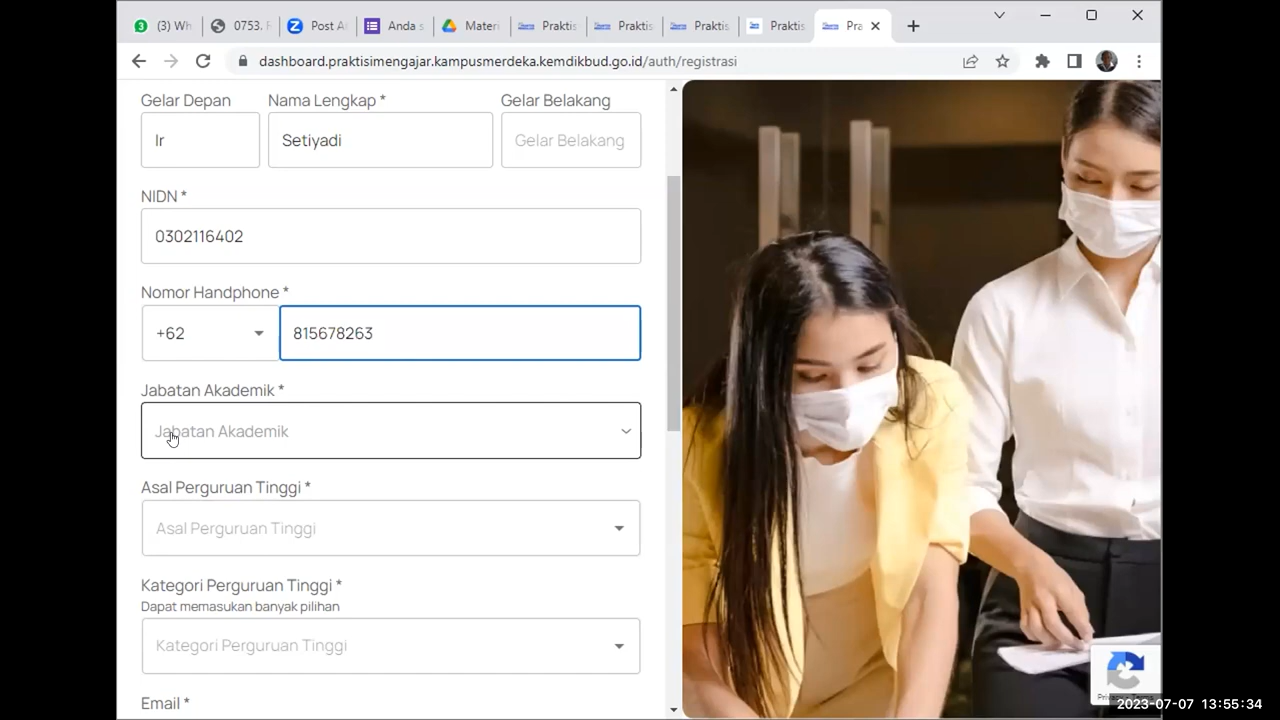 (3) Wh
0753.
Post A
Anda s
Materi
Praktis
Praktis
Praktis
Praktis
Pra
dashboard.praktisimengajar.kampusmerdeka.kemdikbud.go.id/auth/registrasi
Gelar Depan Nama Lengkap * Gelar Belakang
Ir Setiyadi Gelar Belakang
NIDN *
0302116402
Nomor Handphone *
+62 815678263
Jabatan Akademik *
Jabatan Akademik
Asal Perguruan Tinggi *
Asal Perguruan Tinggi
Kategori Perguruan Tinggi *
Dapat memasukan banyak pilihan
Kategori Perguruan Tinggi
Email *
2023-07-07 13:55:34